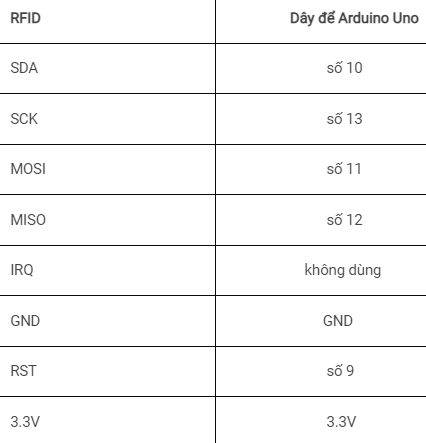 RFID Dây để Arduino Uno
SDA số 10
SCK số 13
MOSI số 11
MISO số 12
IRQ không dùng
GND GND
RST số 9
3.3V 3.3V